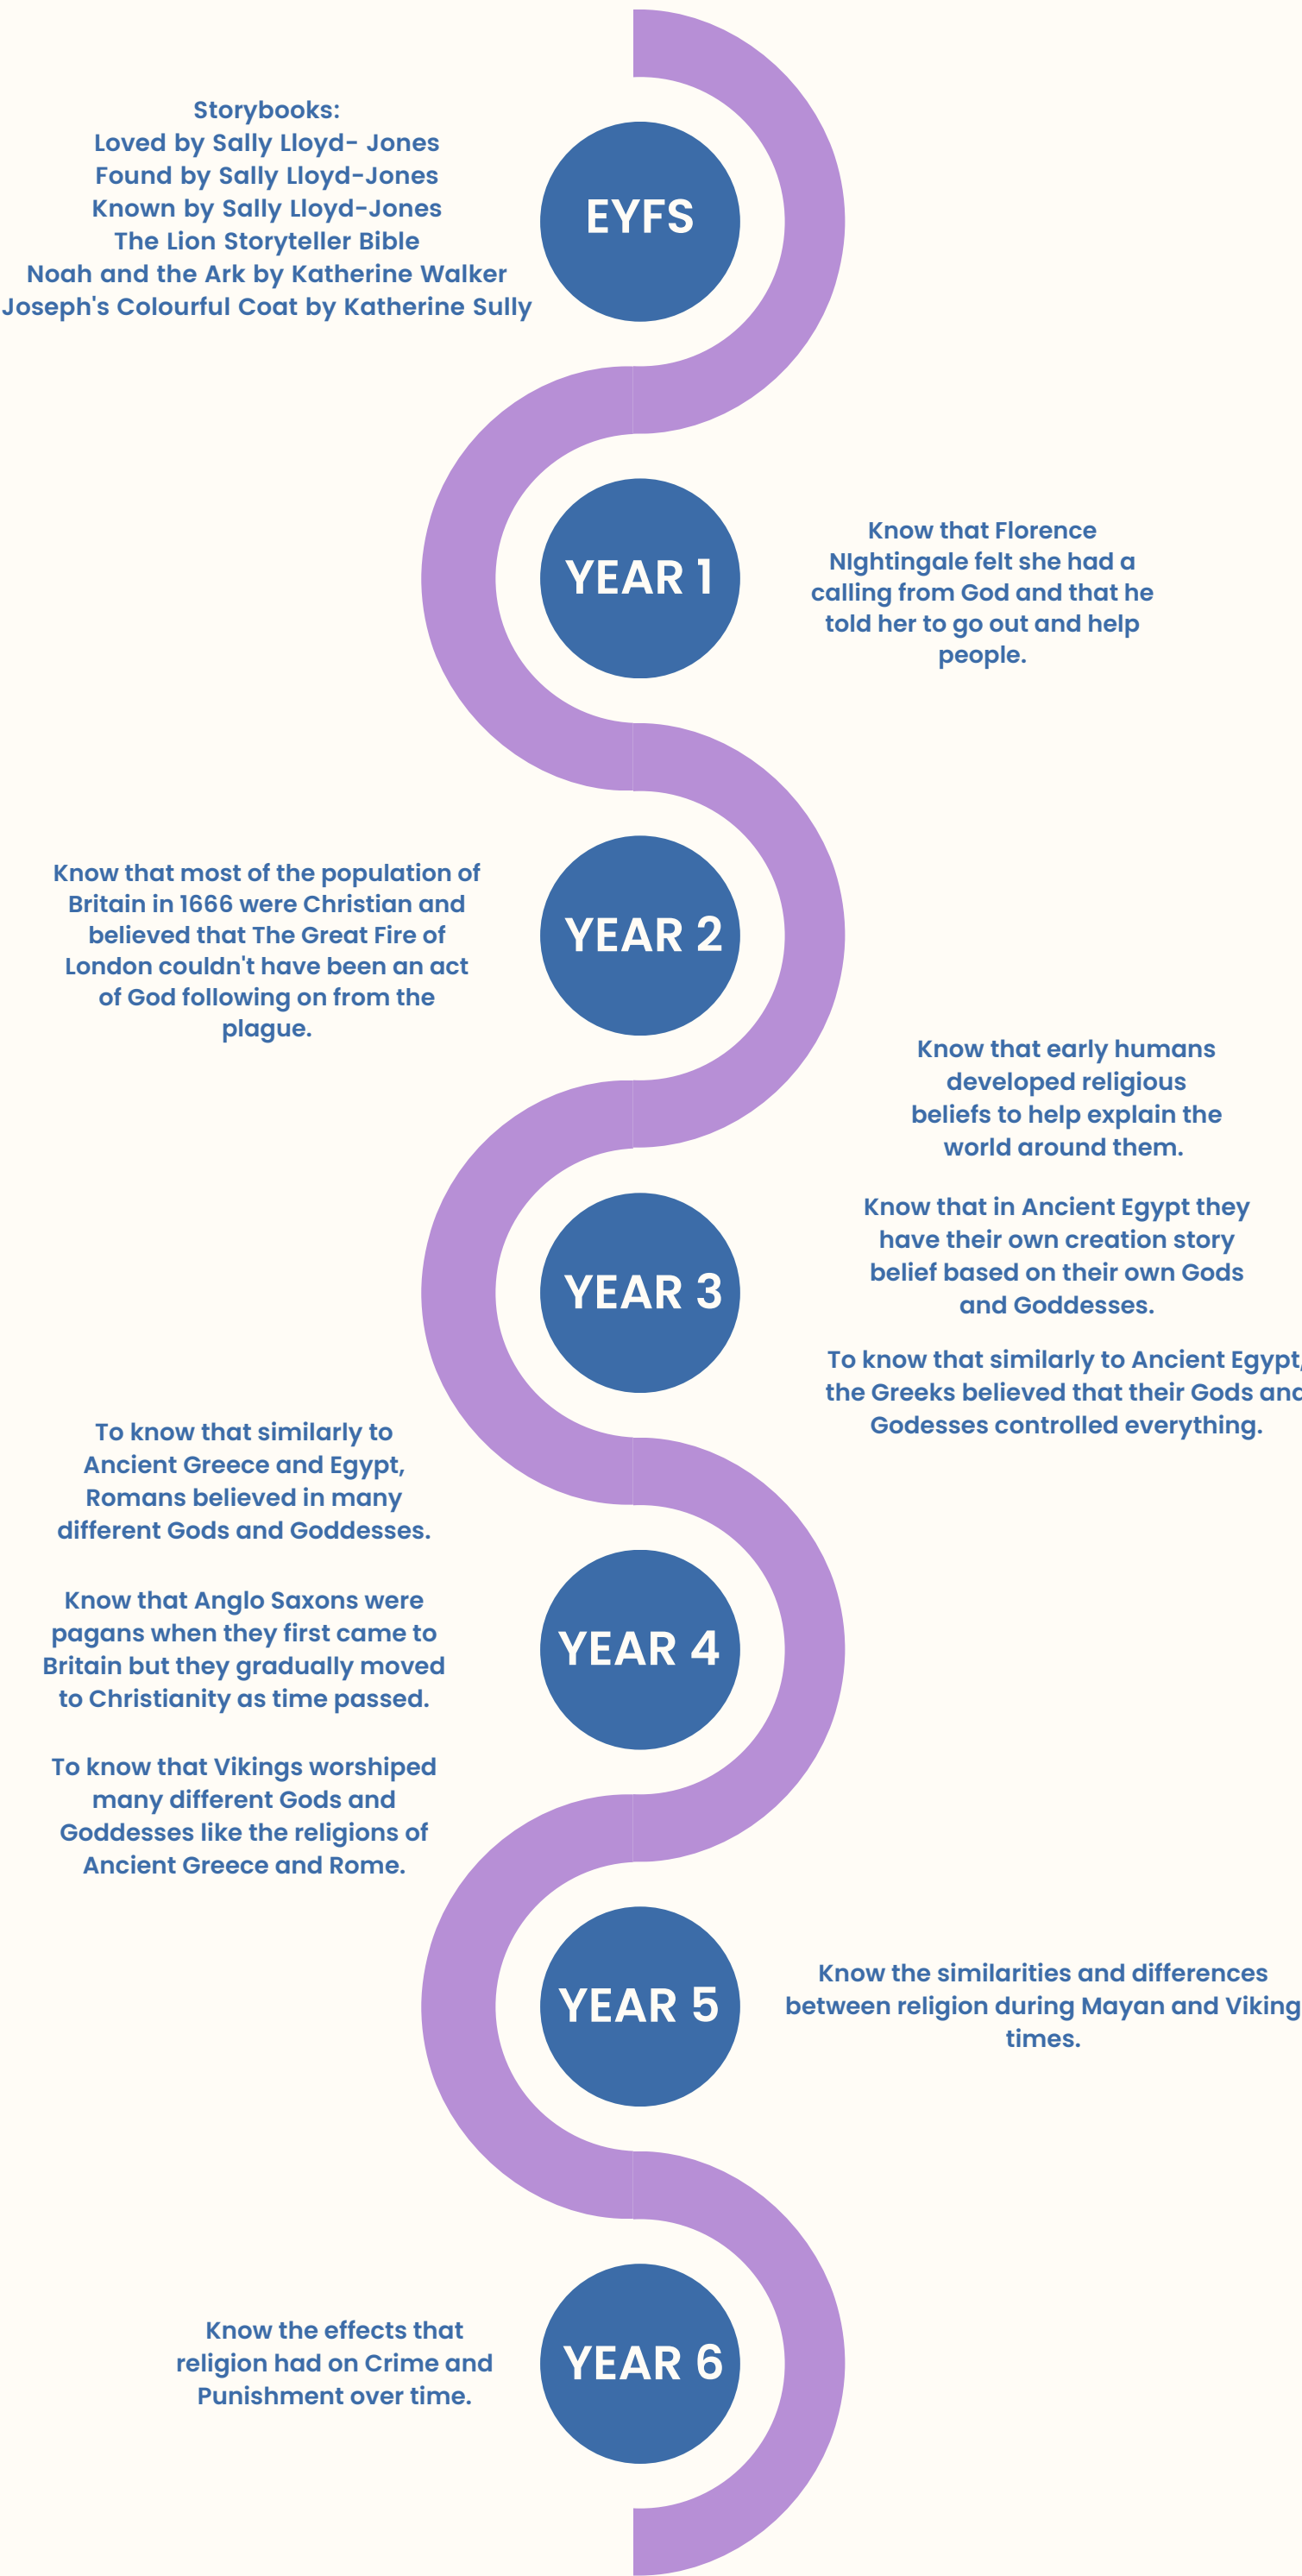 Storybooks:
Loved by Sally Lloyd- Jones
Found by Sally Lloyd-Jones
Known by Sally Lloyd-Jones
The Lion Storyteller Bible
Noah and the Ark by Katherine Walker
Joseph's Colourful Coat by Katherine Sully
EYFS
YEAR 1
Know that Florence
NIghtingale felt she had a
calling from God and that he
told her to go out and help
people.
Know that most of the population of
Britain in 1666 were Christian and
believed that The Great Fire of
London couldn't have been an act
of God following on from the
plague.
YEAR 2
Know that early humans
developed religious
beliefs to help explain the
world around them.
Know that in Ancient Egypt they
have their own creation story
belief based on their own Gods
and Goddesses.
YEAR 3
To know that similarly to Ancient Egypt,
the Greeks believed that their Gods and
Godesses controlled everything.
To know that similarly to
Ancient Greece and Egypt,
Romans believed in many
different Gods and Goddesses.
Know that Anglo Saxons were
pagans when they first came to
Britain but they gradually moved
to Christianity as time passed.
YEAR 4
To know that Vikings worshiped
many different Gods and
Goddesses like the religions of
Ancient Greece and Rome.
YEAR 5
Know the similarities and differences
between religion during Mayan and Viking
times.
Know the effects that
religion had on Crime and
Punishment over time.
YEAR 6